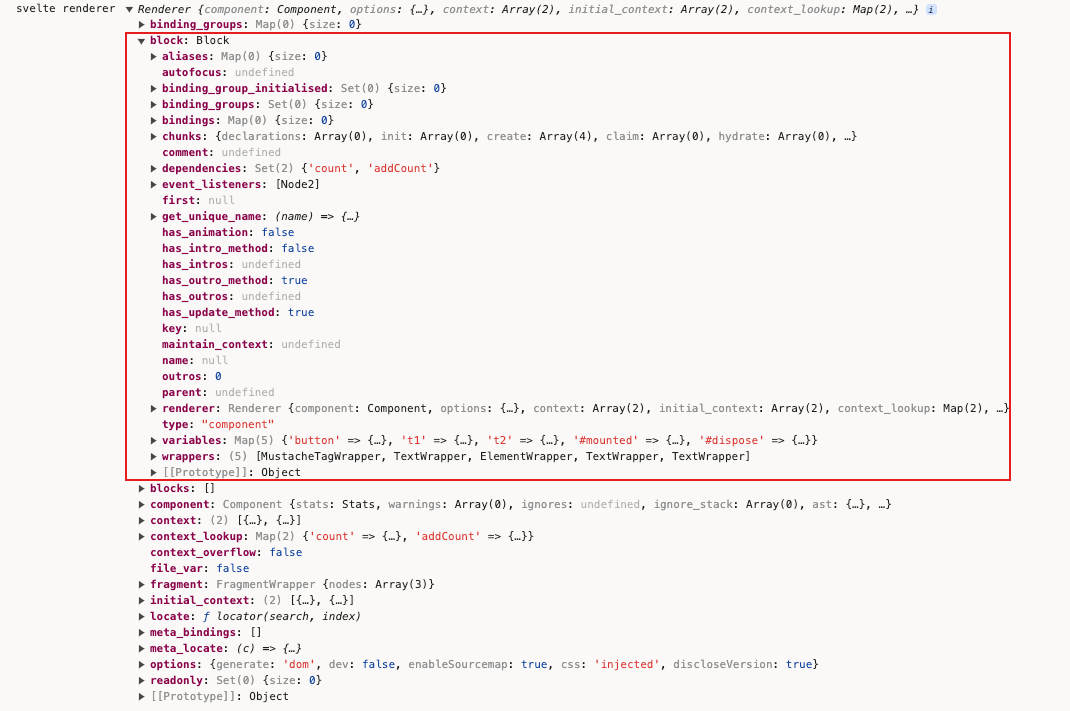 svelte renderer ▼ Renderer {component: Component, options: {…}, context: Array(2), initial_context: Array(2), context_lookup: Map(2), …} i
▶ binding_groups: Map(0) {size: 0}
▼ block: Block
▶ aliases: Map(0) {size: 0}
autofocus: undefined
▶ binding_group_initialised: Set(0) {size: 0}
▶ binding_groups: Set(0) {size: 0}
▶ bindings: Map(0) {size: 0}
▶ chunks: {declarations: Array(0), init: Array(0), create: Array(4), claim: Array(0), hydrate: Array(0), …}
comment: undefined
▶ dependencies: Set(2) {'count', 'addCount'}
▶ event_listeners: [Node2]
first: null
▶ get_unique_name: (name) => {…}
has_animation: false
has_intro_method: false
has_intros: undefined
has_outro_method: true
has_outros: undefined
has_update_method: true
key: null
maintain_context: undefined
name: null
outros: 0
parent: undefined
▶ renderer: Renderer {component: Component, options: {…}, context: Array(2), initial_context: Array(2), context_lookup: Map(2), …}
type: "component"
▶ variables: Map(5) {'button' => {…}, 't1' => {…}, 't2' => {…}, '#mounted' => {…}, '#dispose' => {…}}
▶ wrappers: (5) [MustacheTagWrapper, TextWrapper, ElementWrapper, TextWrapper, TextWrapper]
▶ [[Prototype]]: Object
▶ blocks: []
▶ component: Component {stats: Stats, warnings: Array(0), ignores: undefined, ignore_stack: Array(0), ast: {…}, …}
▶ context: (2) [{…}, {…}]
▶ context_lookup: Map(2) {'count' => {…}, 'addCount' => {…}}
context_overflow: false
file_var: false
▶ fragment: FragmentWrapper {nodes: Array(3)}
▶ initial_context: (2) [{…}, {…}]
▶ locate: ƒ locator(search, index)
▶ meta_bindings: []
▶ meta_locate: (c) => {…}
▶ options: {generate: 'dom', dev: false, enableSourcemap: true, css: 'injected', discloseVersion: true}
▶ readonly: Set(0) {size: 0}
▶ [[Prototype]]: Object